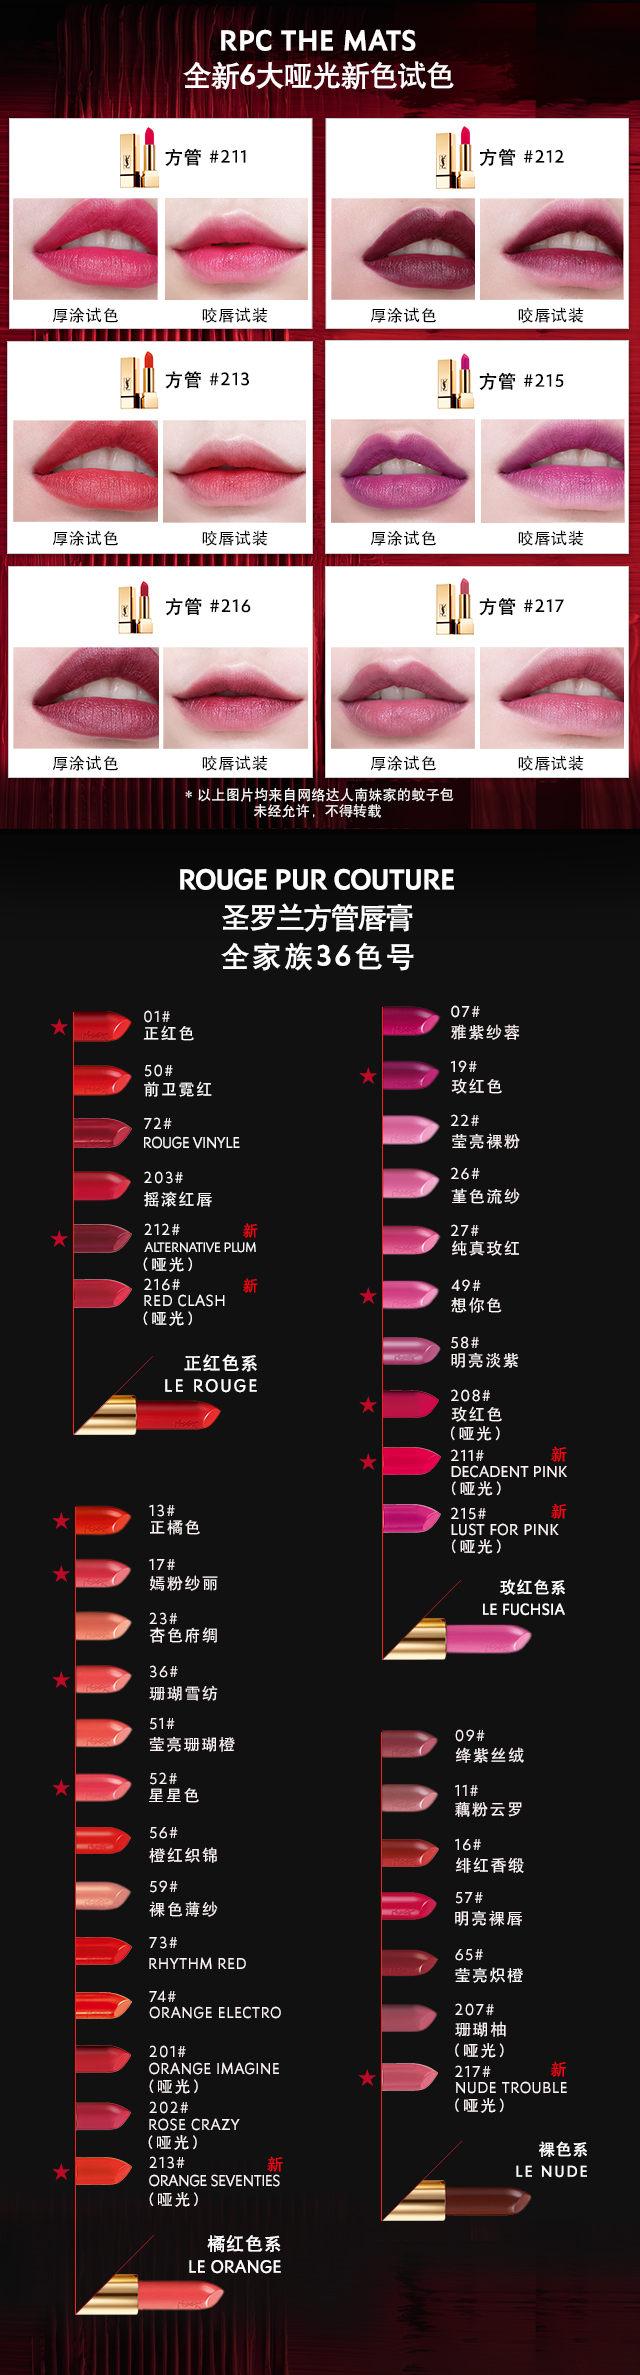 RPC THE MATS
全新6大哑光新色试色
方管 #211
厚涂试色
咬唇试装
方管 #212
厚涂试色
咬唇试装
方管 #213
厚涂试色
咬唇试装
方管 #215
厚涂试色
咬唇试装
方管 #216
厚涂试色
咬唇试装
方管 #217
厚涂试色
咬唇试装
* 以上图片均来自网络达人南妹家的蚊子包
未经允许，不得转载
ROUGE PUR COUTURE
圣罗兰方管唇膏
全家族36色号
01#
正红色
50#
前卫霓红
72#
ROUGE VINYLE
203#
摇滚红唇
212# 新
ALTERNATIVE PLUM
（哑光）
216# 新
RED CLASH
（哑光）
正红色系
LE ROUGE
07#
雅紫纱蓉
19#
玫红色
22#
莹亮裸粉
26#
堇色流纱
27#
纯真玫红
49#
想你色
58#
明亮淡紫
208#
玫红色
（哑光）
211# 新
DECADENT PINK
（哑光）
215# 新
LUST FOR PINK
（哑光）
玫红色系
LE FUCHSIA
13#
正橘色
17#
嫣粉纱丽
23#
杏色府绸
36#
珊瑚雪纺
51#
莹亮珊瑚橙
52#
星星色
56#
橙红织锦
59#
裸色薄纱
73#
RHYTHM RED
74#
ORANGE ELECTRO
201#
ORANGE IMAGINE
（哑光）
202#
ROSE CRAZY
（哑光）
213# 新
ORANGE SEVENTIES
（哑光）
橘红色系
LE ORANGE
09#
绛紫丝绒
11#
藕粉云罗
16#
绯红香缎
57#
明亮裸唇
65#
莹亮炽橙
207#
珊瑚柚
（哑光）
217# 新
NUDE TROUBLE
（哑光）
裸色系
LE NUDE